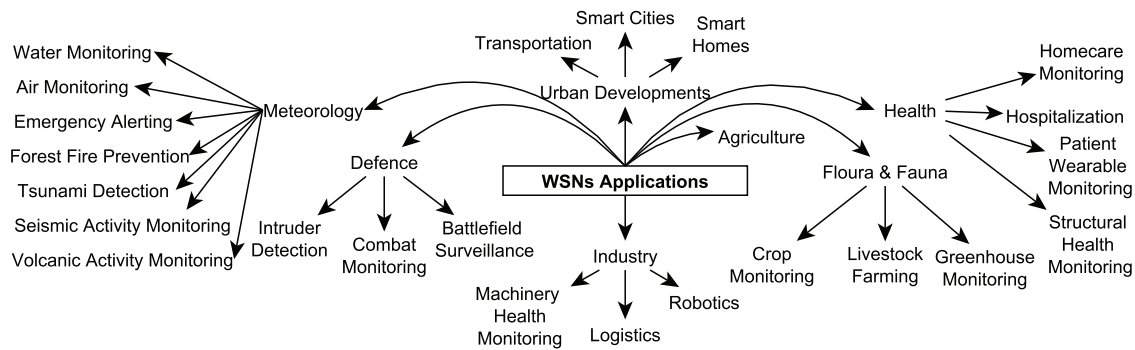 Smart Cities
Transportation
Smart
Homes
Urban Developments
Water Monitoring
Air Monitoring
Emergency Alerting
Forest Fire Prevention
Tsunami Detection
Seismic Activity Monitoring
Volcanic Activity Monitoring
Meteorology
Defence
Intruder
Detection
Combat
Monitoring
Battlefield
Surveillance
WSNs Applications
Agriculture
Industry
Machinery
Health
Monitoring
Logistics
Robotics
Health
Homecare
Monitoring
Hospitalization
Patient
Wearable
Monitoring
Structural
Health
Monitoring
Floura & Fauna
Crop
Monitoring
Livestock
Farming
Greenhouse
Monitoring